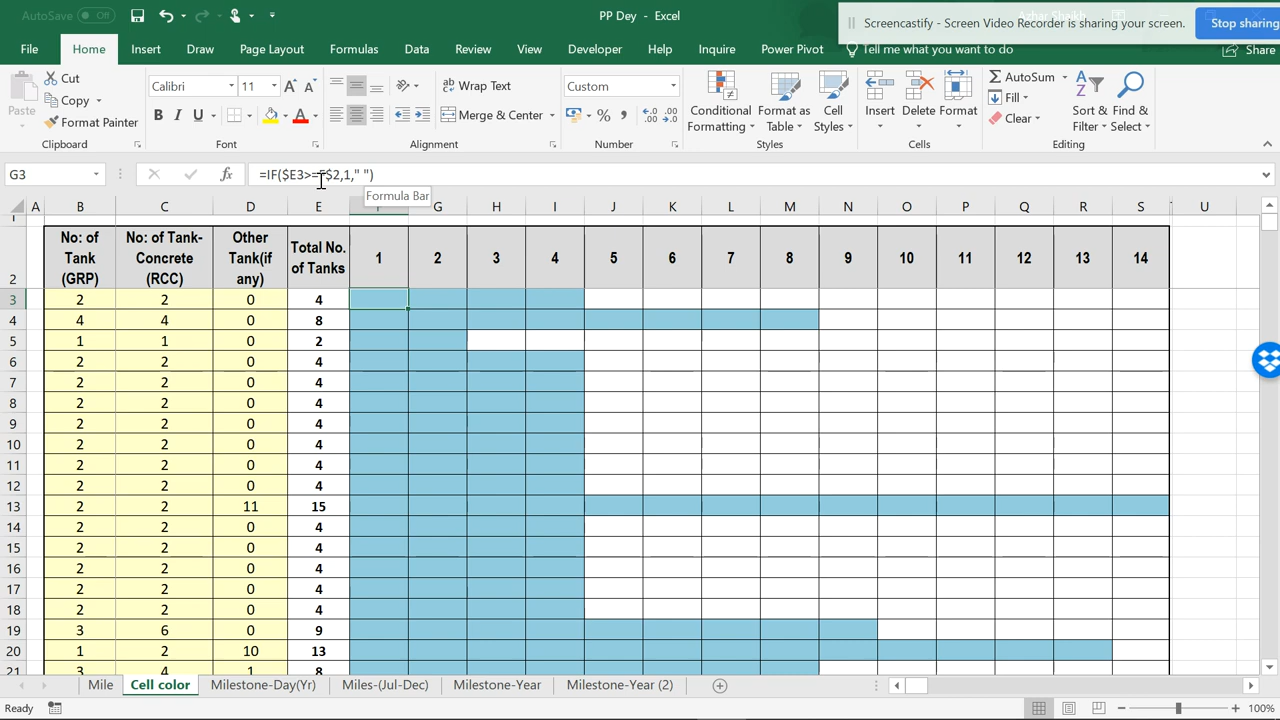 AutoSave Off PP Dey - Excel Screencastify - Screen Video Recorder is sharing your screen. Stop sharing
File Home Insert Draw Page Layout Formulas Data Review View Developer Help Inquire Power Pivot Tell me what you want to do Share
Paste Cut Copy Format Painter Clipboard
Calibri 11 A A B I U A Font
Wrap Text Merge & Center Alignment
Custom % , Number
Conditional Formatting Format as Table Cell Styles Styles
Insert Delete Format Cells
AutoSum Fill Clear Sort & Filter Find & Select Editing
G3 fx =IF($E3>= $2,1," ")
Formula Bar
A B C D E G H I J K L M N O P Q R S U
2 No: of Tank (GRP) No: of Tank-Concrete (RCC) Other Tank(if any) Total No. of Tanks 1 2 3 4 5 6 7 8 9 10 11 12 13 14
3 2 2 0 4
4 4 4 0 8
5 1 1 0 2
6 2 2 0 4
7 2 2 0 4
8 2 2 0 4
9 2 2 0 4
10 2 2 0 4
11 2 2 0 4
12 2 2 0 4
13 2 2 11 15
14 2 2 0 4
15 2 2 0 4
16 2 2 0 4
17 2 2 0 4
18 2 2 0 4
19 3 6 0 9
20 1 2 10 13
21 3 4 1 8
Mile Cell color Milestone-Day(Yr) Miles-(Jul-Dec) Milestone-Year Milestone-Year (2)
Ready 100%